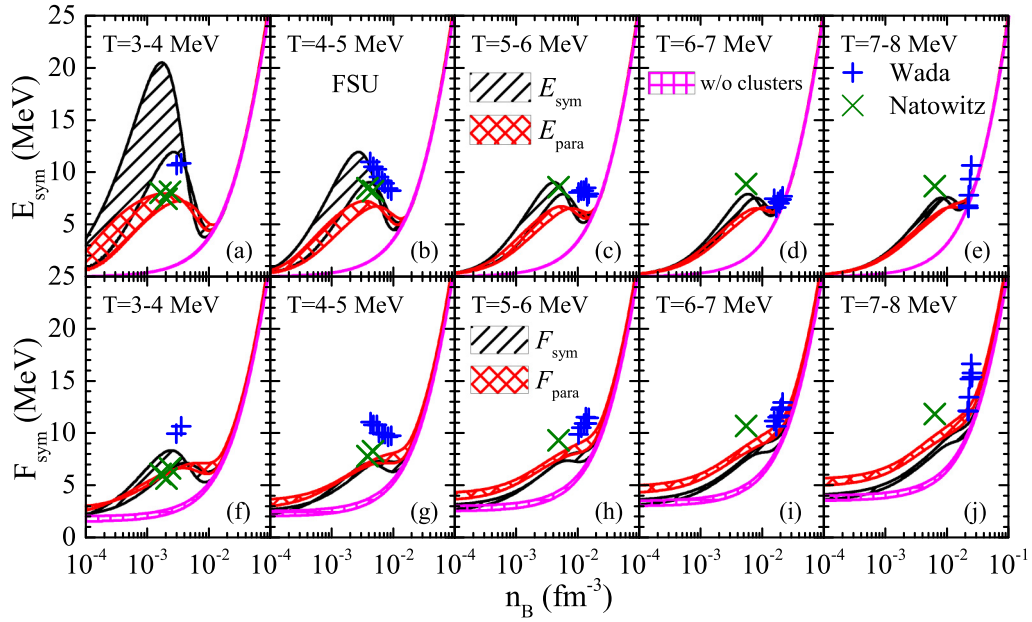 25
20
15
10
5
E_sym (MeV)
T=3-4 MeV
(a)
T=4-5 MeV
FSU
(b)
T=5-6 MeV
E_sym
E_para
(c)
T=6-7 MeV
w/o clusters
(d)
T=7-8 MeV
Wada
Natowitz
(e)
25
20
15
10
5
0
F_sym (MeV)
T=3-4 MeV
(f)
T=4-5 MeV
(g)
T=5-6 MeV
F_sym
F_para
(h)
T=6-7 MeV
(i)
T=7-8 MeV
(j)
10^-4 10^-3 10^-2 10^-4 10^-3 10^-2 10^-4 10^-3 10^-2 10^-4 10^-3 10^-2 10^-4 10^-3 10^-2 10^-1
n_B (fm^-3)